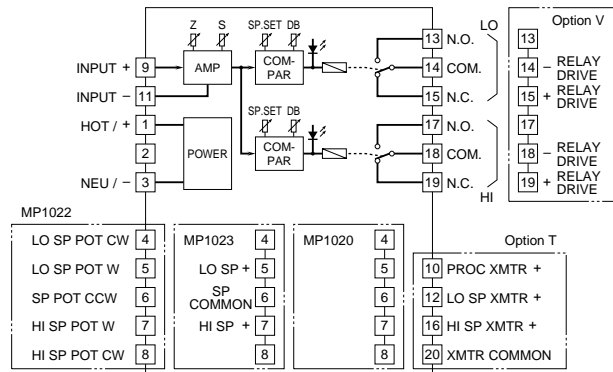 Z S SP.SET DB
INPUT + 9 AMP COM-
PAR
13 N.O. LO
14 COM.
INPUT − 11
15 N.C.
HOT / + 1 SP.SET DB
17 N.O.
2 POWER COM-
PAR
18 COM.
NEU / − 3
19 N.C. HI
Option V
13
14 − RELAY
DRIVE
15 + RELAY
DRIVE
17
18 − RELAY
DRIVE
19 + RELAY
DRIVE
MP1022
LO SP POT CW 4
LO SP POT W 5
SP POT CCW 6
HI SP POT W 7
HI SP POT CW 8
MP1023 4
LO SP + 5
SP
COMMON 6
HI SP + 7
8
MP1020 4
5
6
7
8
Option T
10 PROC XMTR +
12 LO SP XMTR +
16 HI SP XMTR +
20 XMTR COMMON